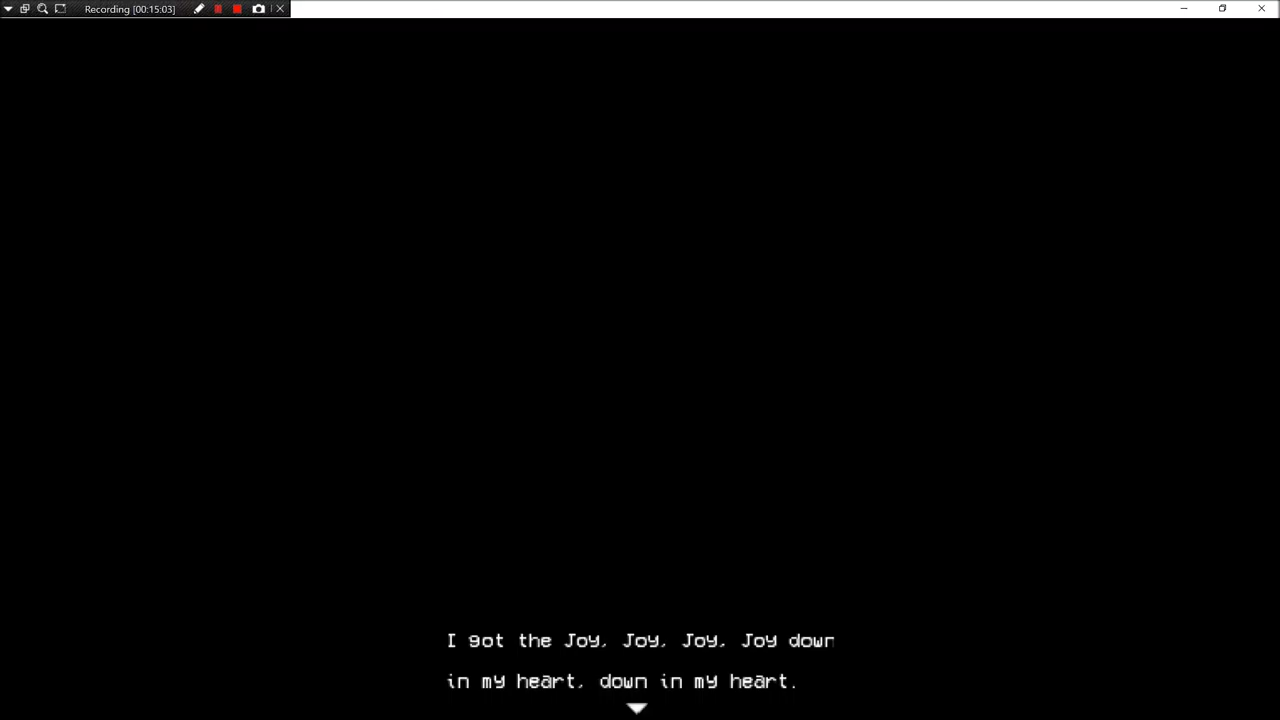 Recording [00:15:03]
I got the Joy, Joy, Joy, Joy down
in my heart, down in my heart.